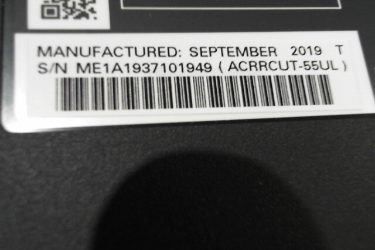 MANUFACTURED: SEPTEMBER 2019 T
S/N ME1A1937101949 ( ACRRCUT-55UL )